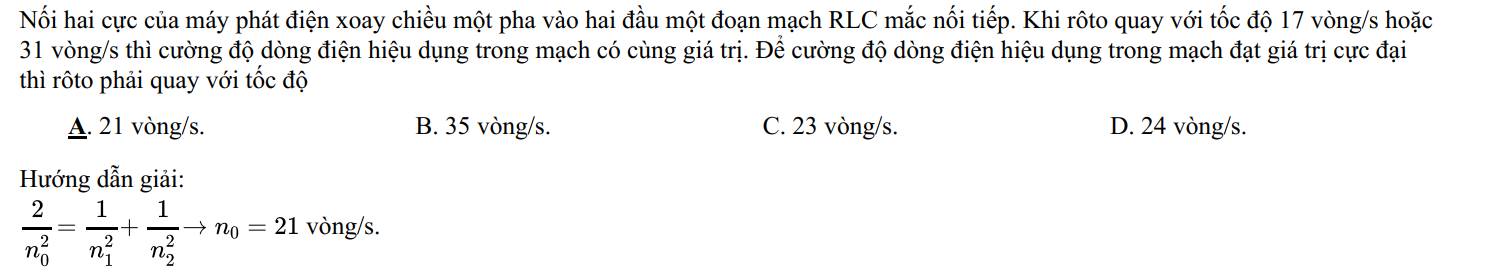 Nối hai cực của máy phát điện xoay chiều một pha vào hai đầu một đoạn mạch RLC mắc nối tiếp. Khi rôto quay với tốc độ 17 vòng/s hoặc
31 vòng/s thì cường độ dòng điện hiệu dụng trong mạch có cùng giá trị. Để cường độ dòng điện hiệu dụng trong mạch đạt giá trị cực đại
thì rôto phải quay với tốc độ
A. 21 vòng/s. B. 35 vòng/s. C. 23 vòng/s. D. 24 vòng/s.
Hướng dẫn giải:
$\frac{2}{n_0^2} = \frac{1}{n_1^2} + \frac{1}{n_2^2} \rightarrow n_0 = 21$ vòng/s.